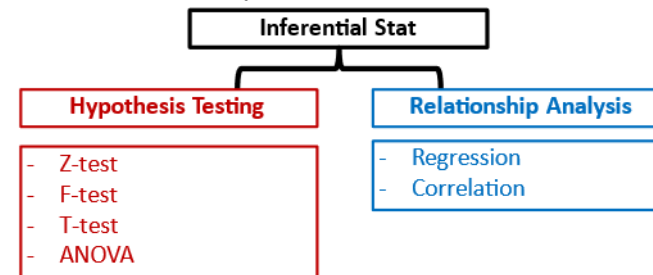 Inferential Stat
Hypothesis Testing
- Z-test
- F-test
- T-test
- ANOVA
Relationship Analysis
- Regression
- Correlation